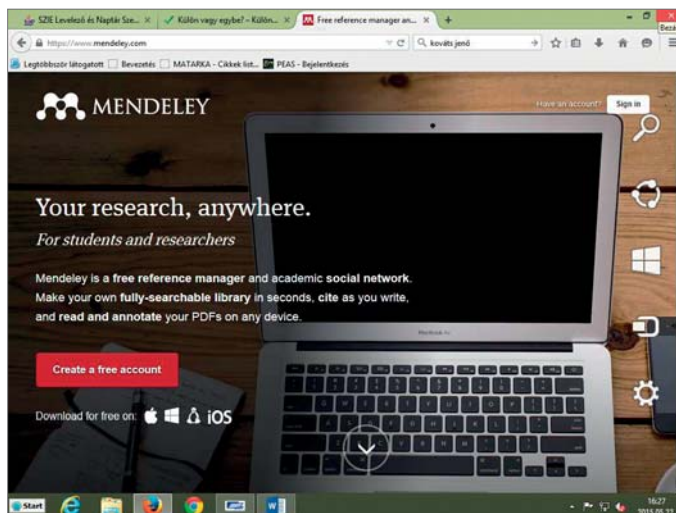 SZIE Levelező és Naptár Sze...
Külön vagy egybe? – Külön...
Free reference manager an...
Bezá
https://www.mendeley.com
kováts jenő
Legtöbbször látogatott
Bevezetés
MATARKA - Cikkek list...
PEAS - Bejelentkezés
MENDELEY
Have an account?
Sign in
Your research, anywhere.
For students and researchers
Mendeley is a free reference manager and academic social network.
Make your own fully-searchable library in seconds, cite as you write,
and read and annotate your PDFs on any device.
MacBook Air
Create a free account
Download for free on:
iOS
Start
16:27